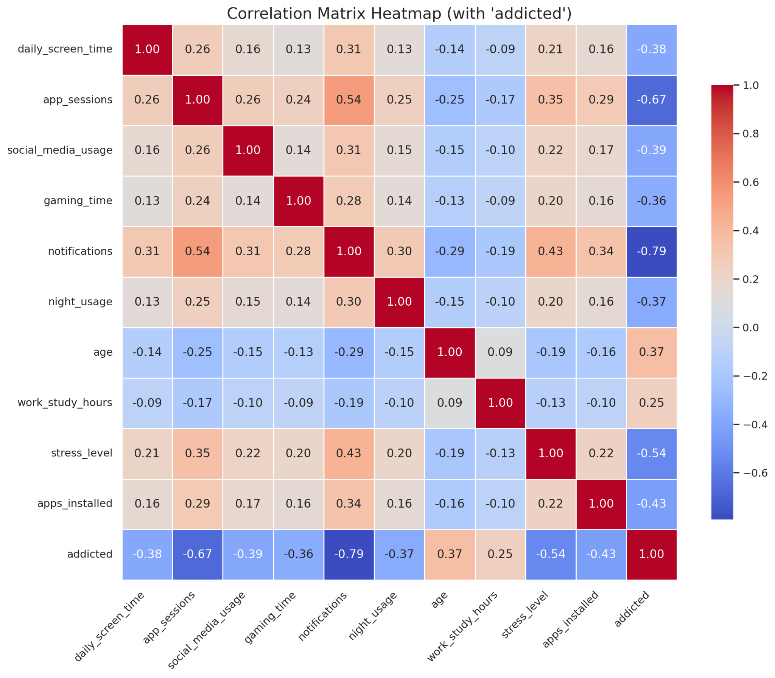 Correlation Matrix Heatmap (with 'addicted')
daily_screen_time 1.00 0.26 0.16 0.13 0.31 0.13 -0.14 -0.09 0.21 0.16 -0.38
app_sessions 0.26 1.00 0.26 0.24 0.54 0.25 -0.25 -0.17 0.35 0.29 -0.67
social_media_usage 0.16 0.26 1.00 0.14 0.31 0.15 -0.15 -0.10 0.22 0.17 -0.39
gaming_time 0.13 0.24 0.14 1.00 0.28 0.14 -0.13 -0.09 0.20 0.16 -0.36
notifications 0.31 0.54 0.31 0.28 1.00 0.30 -0.29 -0.19 0.43 0.34 -0.79
night_usage 0.13 0.25 0.15 0.14 0.30 1.00 -0.15 -0.10 0.20 0.16 -0.37
age -0.14 -0.25 -0.15 -0.13 -0.29 -0.15 1.00 0.09 -0.19 -0.16 0.37
work_study_hours -0.09 -0.17 -0.10 -0.09 -0.19 -0.10 0.09 1.00 -0.13 -0.10 0.25
stress_level 0.21 0.35 0.22 0.20 0.43 0.20 -0.19 -0.13 1.00 0.22 -0.54
apps_installed 0.16 0.29 0.17 0.16 0.34 0.16 -0.16 -0.10 0.22 1.00 -0.43
addicted -0.38 -0.67 -0.39 -0.36 -0.79 -0.37 0.37 0.25 -0.54 -0.43 1.00
daily_screen_time app_sessions social_media_usage gaming_time notifications night_usage age work_study_hours stress_level apps_installed addicted
1.0
0.8
0.6
0.4
0.2
0.0
−0.2
−0.4
−0.6